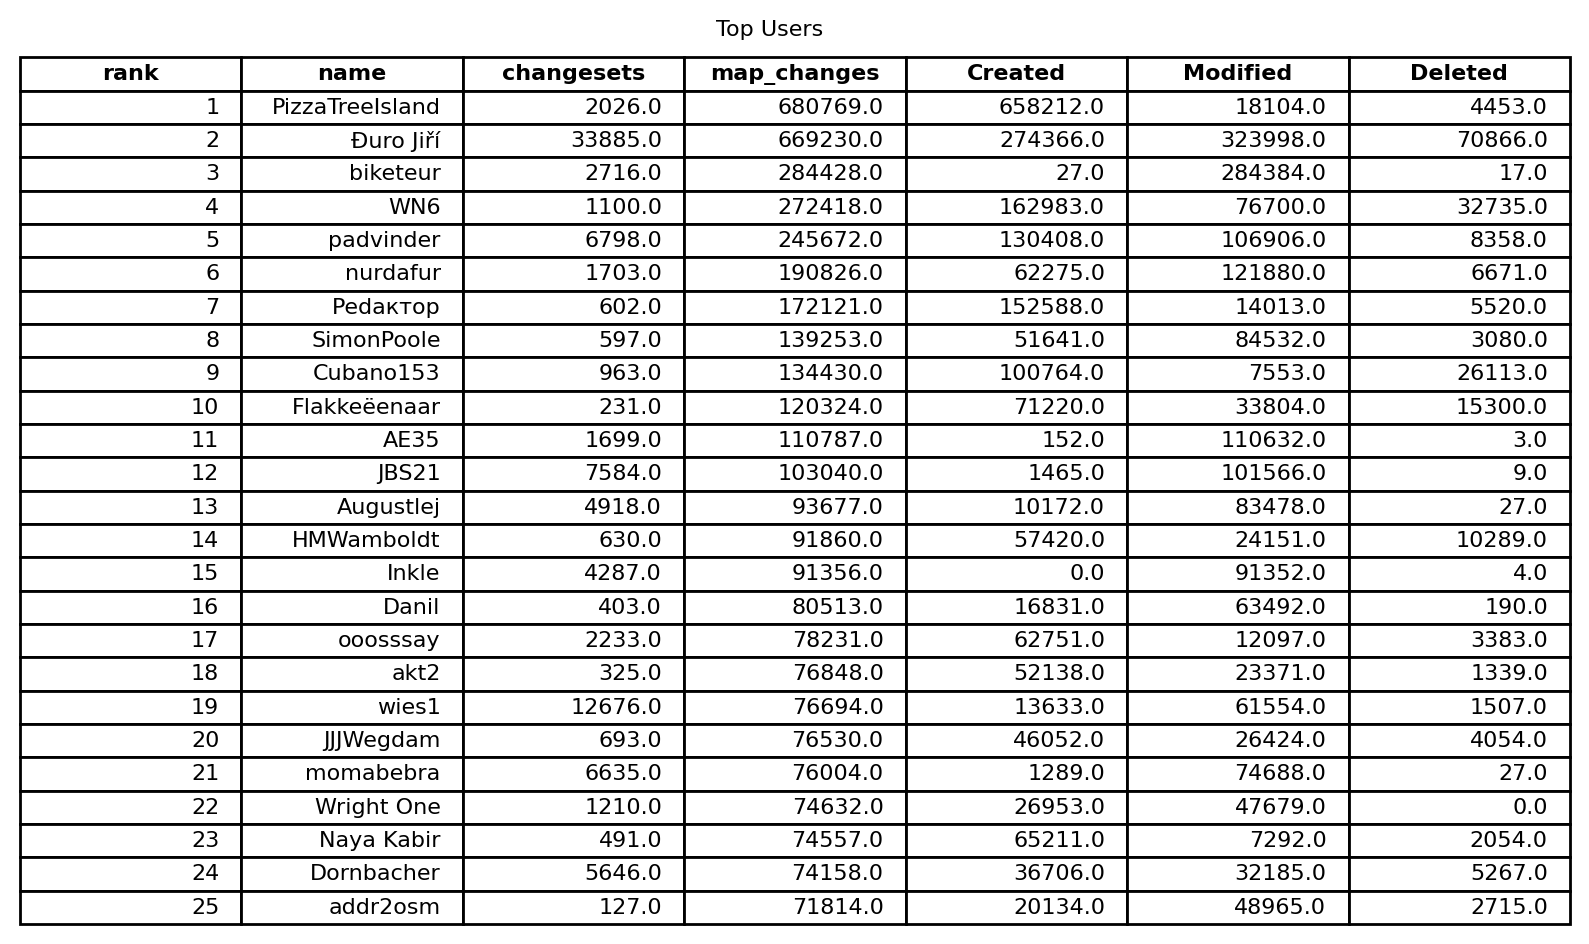 Top Users
rank name changesets map_changes Created Modified Deleted
1 PizzaTreeIsland 2026.0 680769.0 658212.0 18104.0 4453.0
2 Đuro Jiří 33885.0 669230.0 274366.0 323998.0 70866.0
3 biketeur 2716.0 284428.0 27.0 284384.0 17.0
4 WN6 1100.0 272418.0 162983.0 76700.0 32735.0
5 padvinder 6798.0 245672.0 130408.0 106906.0 8358.0
6 nurdafur 1703.0 190826.0 62275.0 121880.0 6671.0
7 Реdактор 602.0 172121.0 152588.0 14013.0 5520.0
8 SimonPoole 597.0 139253.0 51641.0 84532.0 3080.0
9 Cubano153 963.0 134430.0 100764.0 7553.0 26113.0
10 Flakkeëenaar 231.0 120324.0 71220.0 33804.0 15300.0
11 AE35 1699.0 110787.0 152.0 110632.0 3.0
12 JBS21 7584.0 103040.0 1465.0 101566.0 9.0
13 Augustlej 4918.0 93677.0 10172.0 83478.0 27.0
14 HMWamboldt 630.0 91860.0 57420.0 24151.0 10289.0
15 Inkle 4287.0 91356.0 0.0 91352.0 4.0
16 Danil 403.0 80513.0 16831.0 63492.0 190.0
17 ooosssay 2233.0 78231.0 62751.0 12097.0 3383.0
18 akt2 325.0 76848.0 52138.0 23371.0 1339.0
19 wies1 12676.0 76694.0 13633.0 61554.0 1507.0
20 JJJWegdam 693.0 76530.0 46052.0 26424.0 4054.0
21 momabebra 6635.0 76004.0 1289.0 74688.0 27.0
22 Wright One 1210.0 74632.0 26953.0 47679.0 0.0
23 Naya Kabir 491.0 74557.0 65211.0 7292.0 2054.0
24 Dornbacher 5646.0 74158.0 36706.0 32185.0 5267.0
25 addr2osm 127.0 71814.0 20134.0 48965.0 2715.0